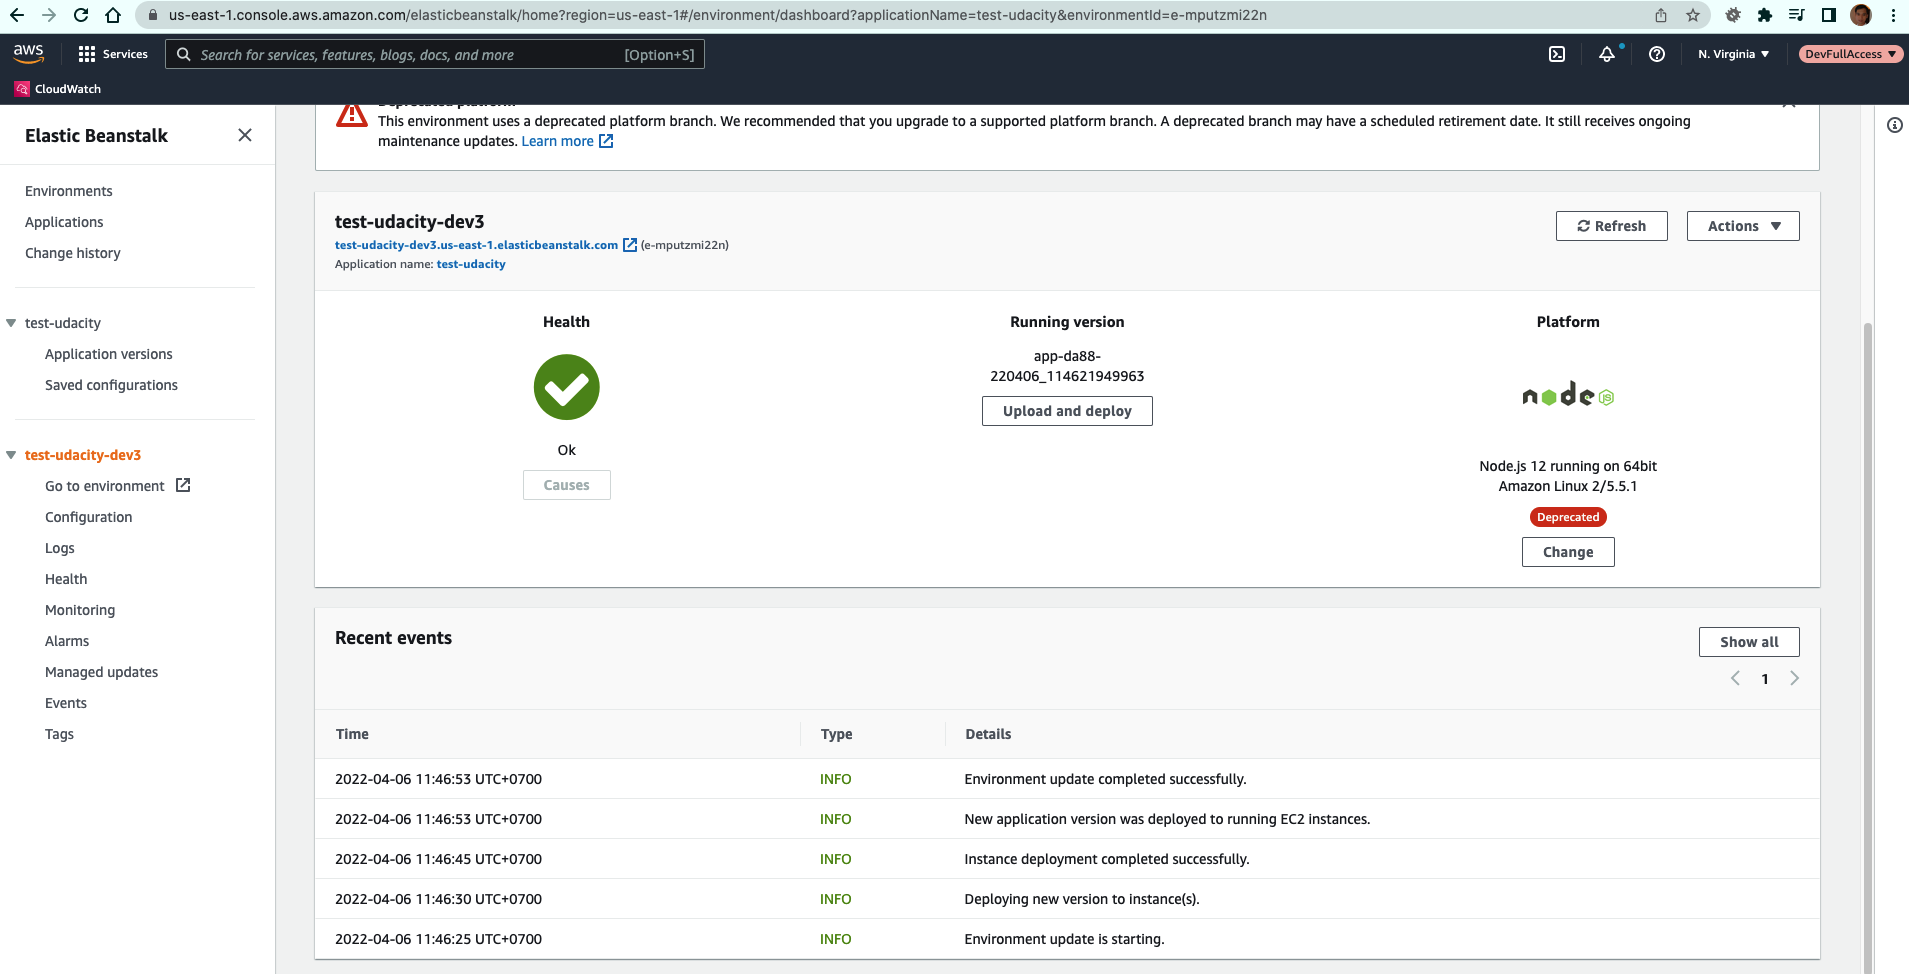 us-east-1.console.aws.amazon.com/elasticbeanstalk/home?region=us-east-1#/environment/dashboard?applicationName=test-udacity&environmentId=e-mputzmi22n
aws
Services
Search for services, features, blogs, docs, and more
[Option+S]
N. Virginia ▼
DevFullAccess ▼
CloudWatch
Elastic Beanstalk
Environments
Applications
Change history
test-udacity
Application versions
Saved configurations
test-udacity-dev3
Go to environment
Configuration
Logs
Health
Monitoring
Alarms
Managed updates
Events
Tags
Deprecated platform
This environment uses a deprecated platform branch. We recommended that you upgrade to a supported platform branch. A deprecated branch may have a scheduled retirement date. It still receives ongoing
maintenance updates. Learn more
test-udacity-dev3
test-udacity-dev3.us-east-1.elasticbeanstalk.com (e-mputzmi22n)
Application name: test-udacity
Refresh
Actions ▼
Health
Ok
Causes
Running version
app-da88-
220406_114621949963
Upload and deploy
Platform
node JS
Node.js 12 running on 64bit
Amazon Linux 2/5.5.1
Deprecated
Change
Recent events
Show all
1
Time Type Details
2022-04-06 11:46:53 UTC+0700 INFO Environment update completed successfully.
2022-04-06 11:46:53 UTC+0700 INFO New application version was deployed to running EC2 instances.
2022-04-06 11:46:45 UTC+0700 INFO Instance deployment completed successfully.
2022-04-06 11:46:30 UTC+0700 INFO Deploying new version to instance(s).
2022-04-06 11:46:25 UTC+0700 INFO Environment update is starting.